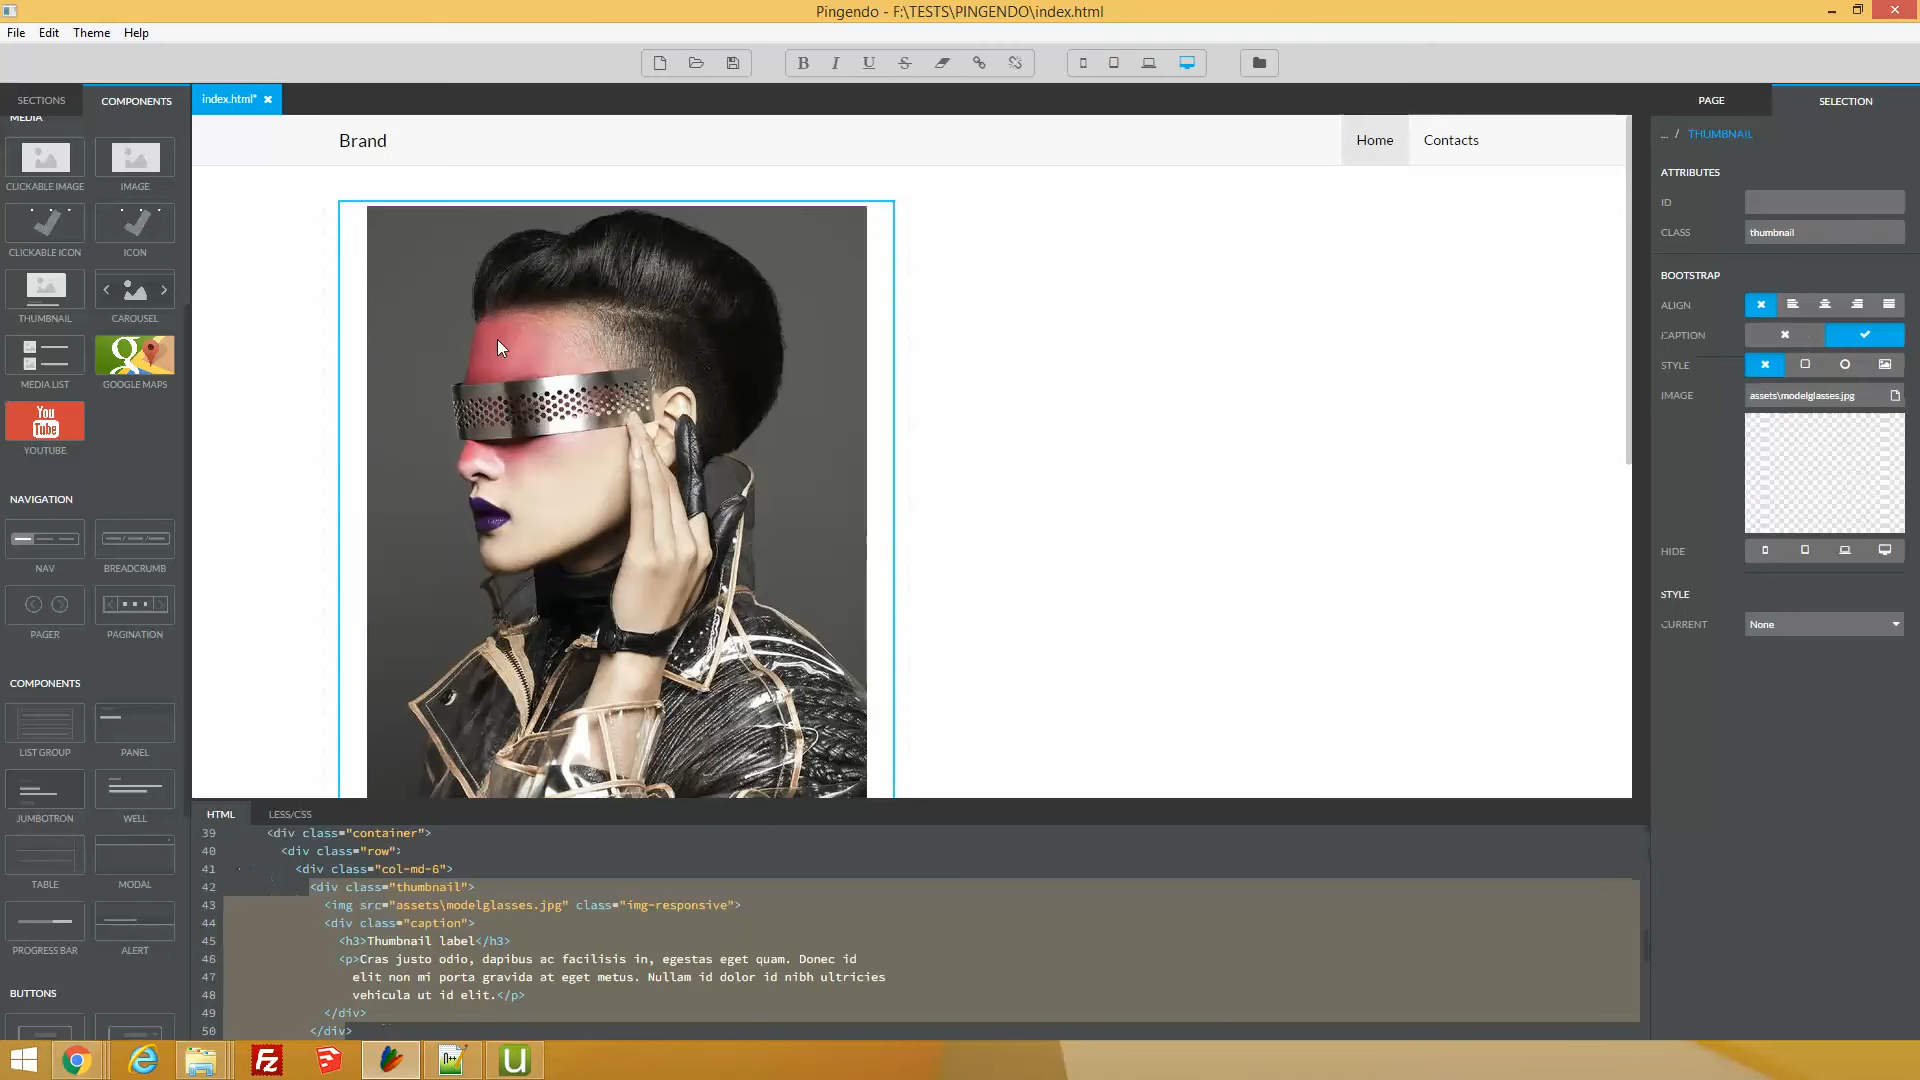 Pingendo - F:\TESTS\PINGENDO\index.html
File Edit Theme Help
B I U S
SECTIONS COMPONENTS
index.html* ×
PAGE SELECTION
MEDIA
CLICKABLE IMAGE IMAGE
CLICKABLE ICON ICON
THUMBNAIL CAROUSEL
MEDIA LIST GOOGLE MAPS
g
You
Tube
YOUTUBE
NAVIGATION
NAV BREADCRUMB
PAGER PAGINATION
COMPONENTS
LIST GROUP PANEL
JUMBOTRON WELL
TABLE MODAL
PROGRESS BAR ALERT
BUTTONS
Brand Home Contacts
... / THUMBNAIL
ATTRIBUTES
ID
CLASS thumbnail
BOOTSTRAP
ALIGN
CAPTION
STYLE
IMAGE assets\modelglasses.jpg
HIDE
STYLE
CURRENT None
HTML LESS/CSS
39 <div class="container">
40 <div class="row">
41 <div class="col-md-6">
42 <div class="thumbnail">
43 <img src="assets\modelglasses.jpg" class="img-responsive">
44 <div class="caption">
45 <h3>Thumbnail label</h3>
46 <p>Cras justo odio, dapibus ac facilisis in, egestas eget quam. Donec id
47 elit non mi porta gravida at eget metus. Nullam id dolor id nibh ultricies
48 vehicula ut id elit.</p>
49 </div>
50 </div>
Fz
n++
U